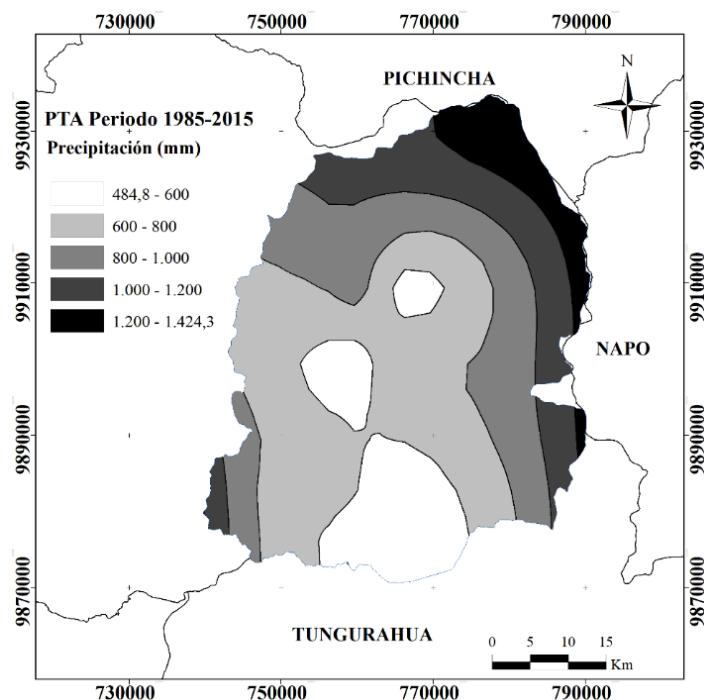 730000 750000 770000 790000
PICHINCHA
N
PTA Periodo 1985-2015
Precipitación (mm)
484,8 - 600
600 - 800
800 - 1.000
1.000 - 1.200
1.200 - 1.424,3
9930000
9930000
9910000
9910000
NAPO
9890000
9890000
9870000
9870000
TUNGURAHUA
0 5 10 15
Km
730000 750000 770000 790000